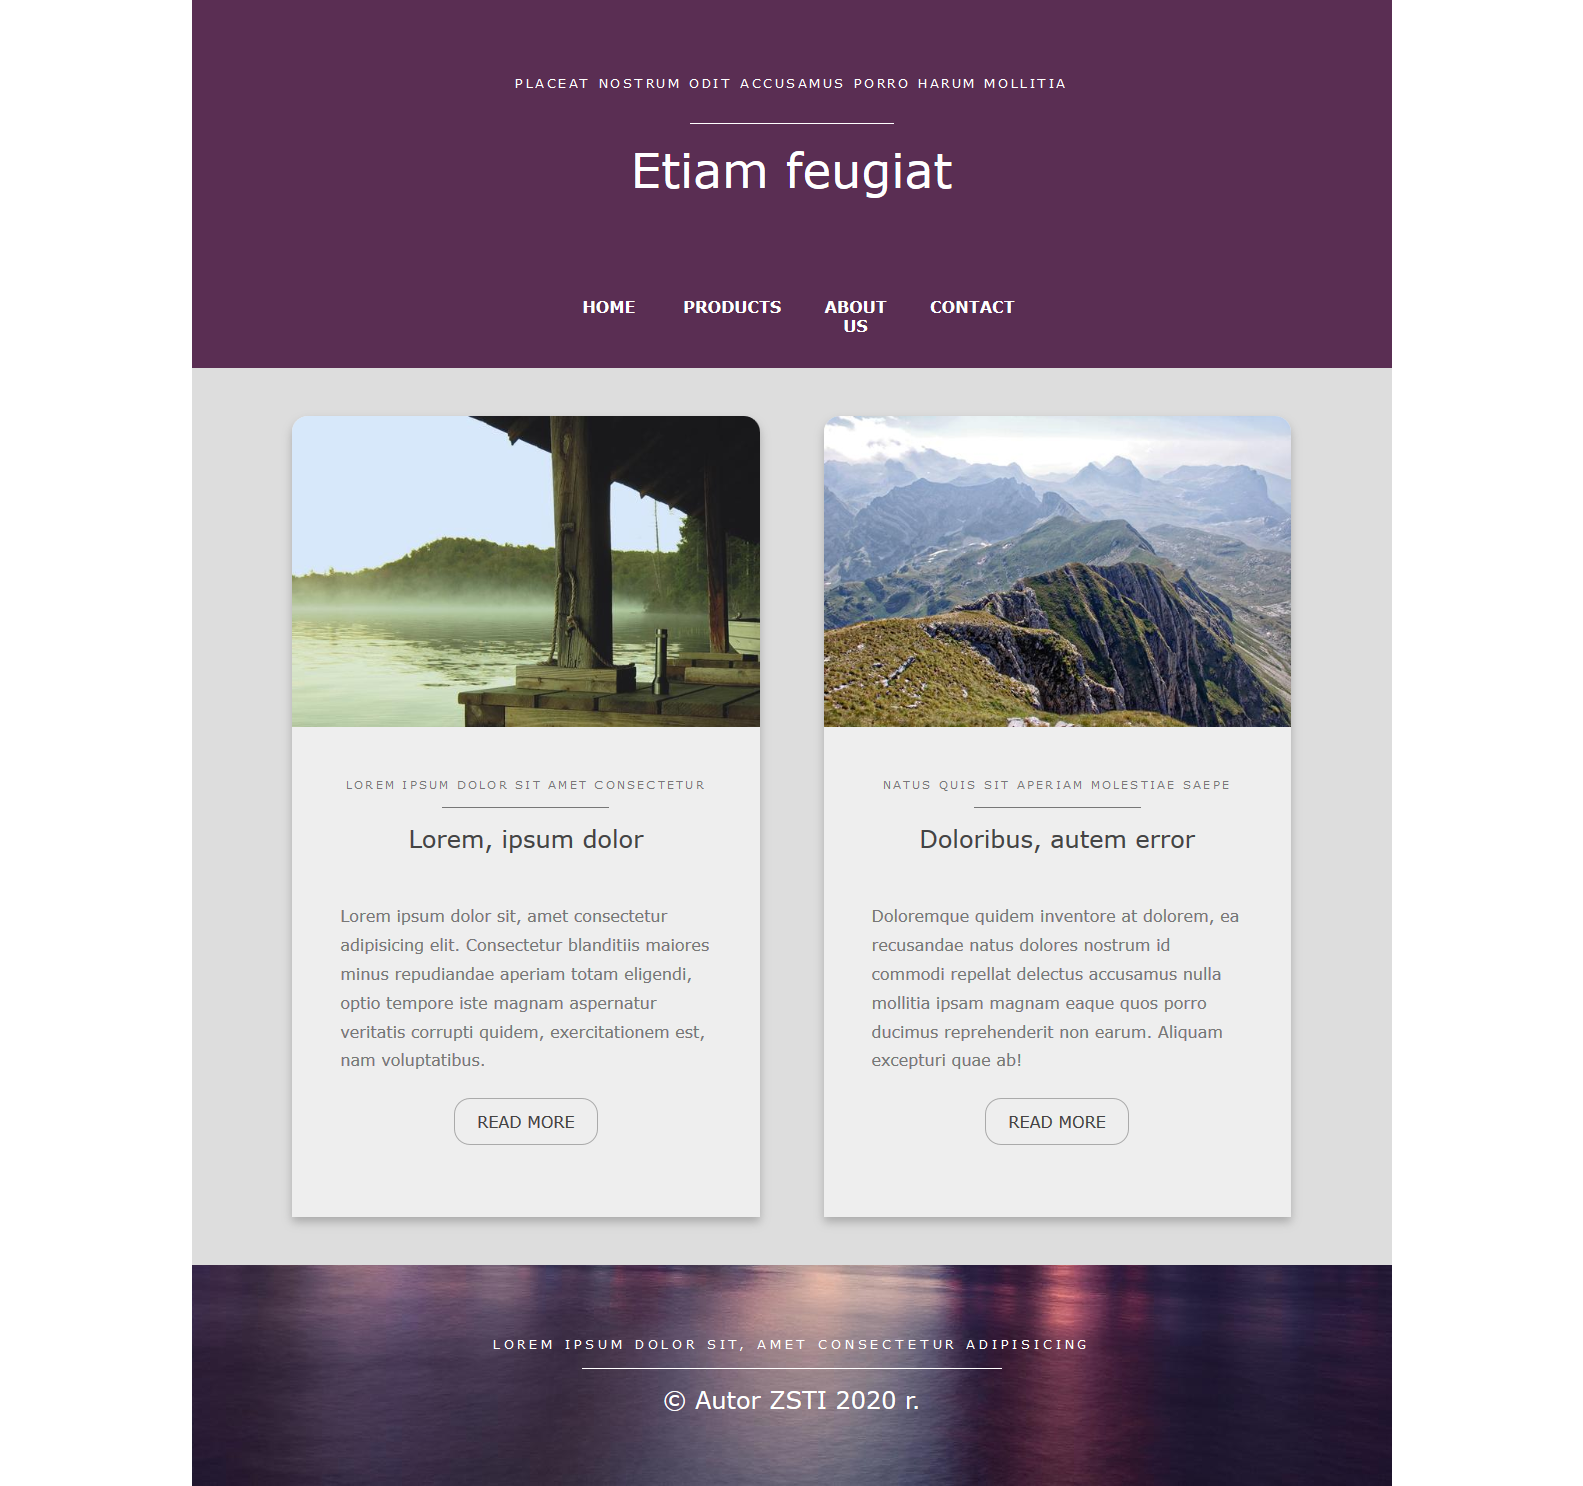 PLACEAT NOSTRUM ODIT ACCUSAMUS PORRO HARUM MOLLITIA
Etiam feugiat
HOME PRODUCTS ABOUT US CONTACT
LOREM IPSUM DOLOR SIT AMET CONSECTETUR
Lorem, ipsum dolor
Lorem ipsum dolor sit, amet consectetur
adipisicing elit. Consectetur blanditiis maiores
minus repudiandae aperiam totam eligendi,
optio tempore iste magnam aspernatur
veritatis corrupti quidem, exercitationem est,
nam voluptatibus.
READ MORE
NATUS QUIS SIT APERIAM MOLESTIAE SAEPE
Doloribus, autem error
Doloremque quidem inventore at dolorem, ea
recusandae natus dolores nostrum id
commodi repellat delectus accusamus nulla
mollitia ipsam magnam eaque quos porro
ducimus reprehenderit non earum. Aliquam
excepturi quae ab!
READ MORE
LOREM IPSUM DOLOR SIT, AMET CONSECTETUR ADIPISICING
© Autor ZSTI 2020 r.